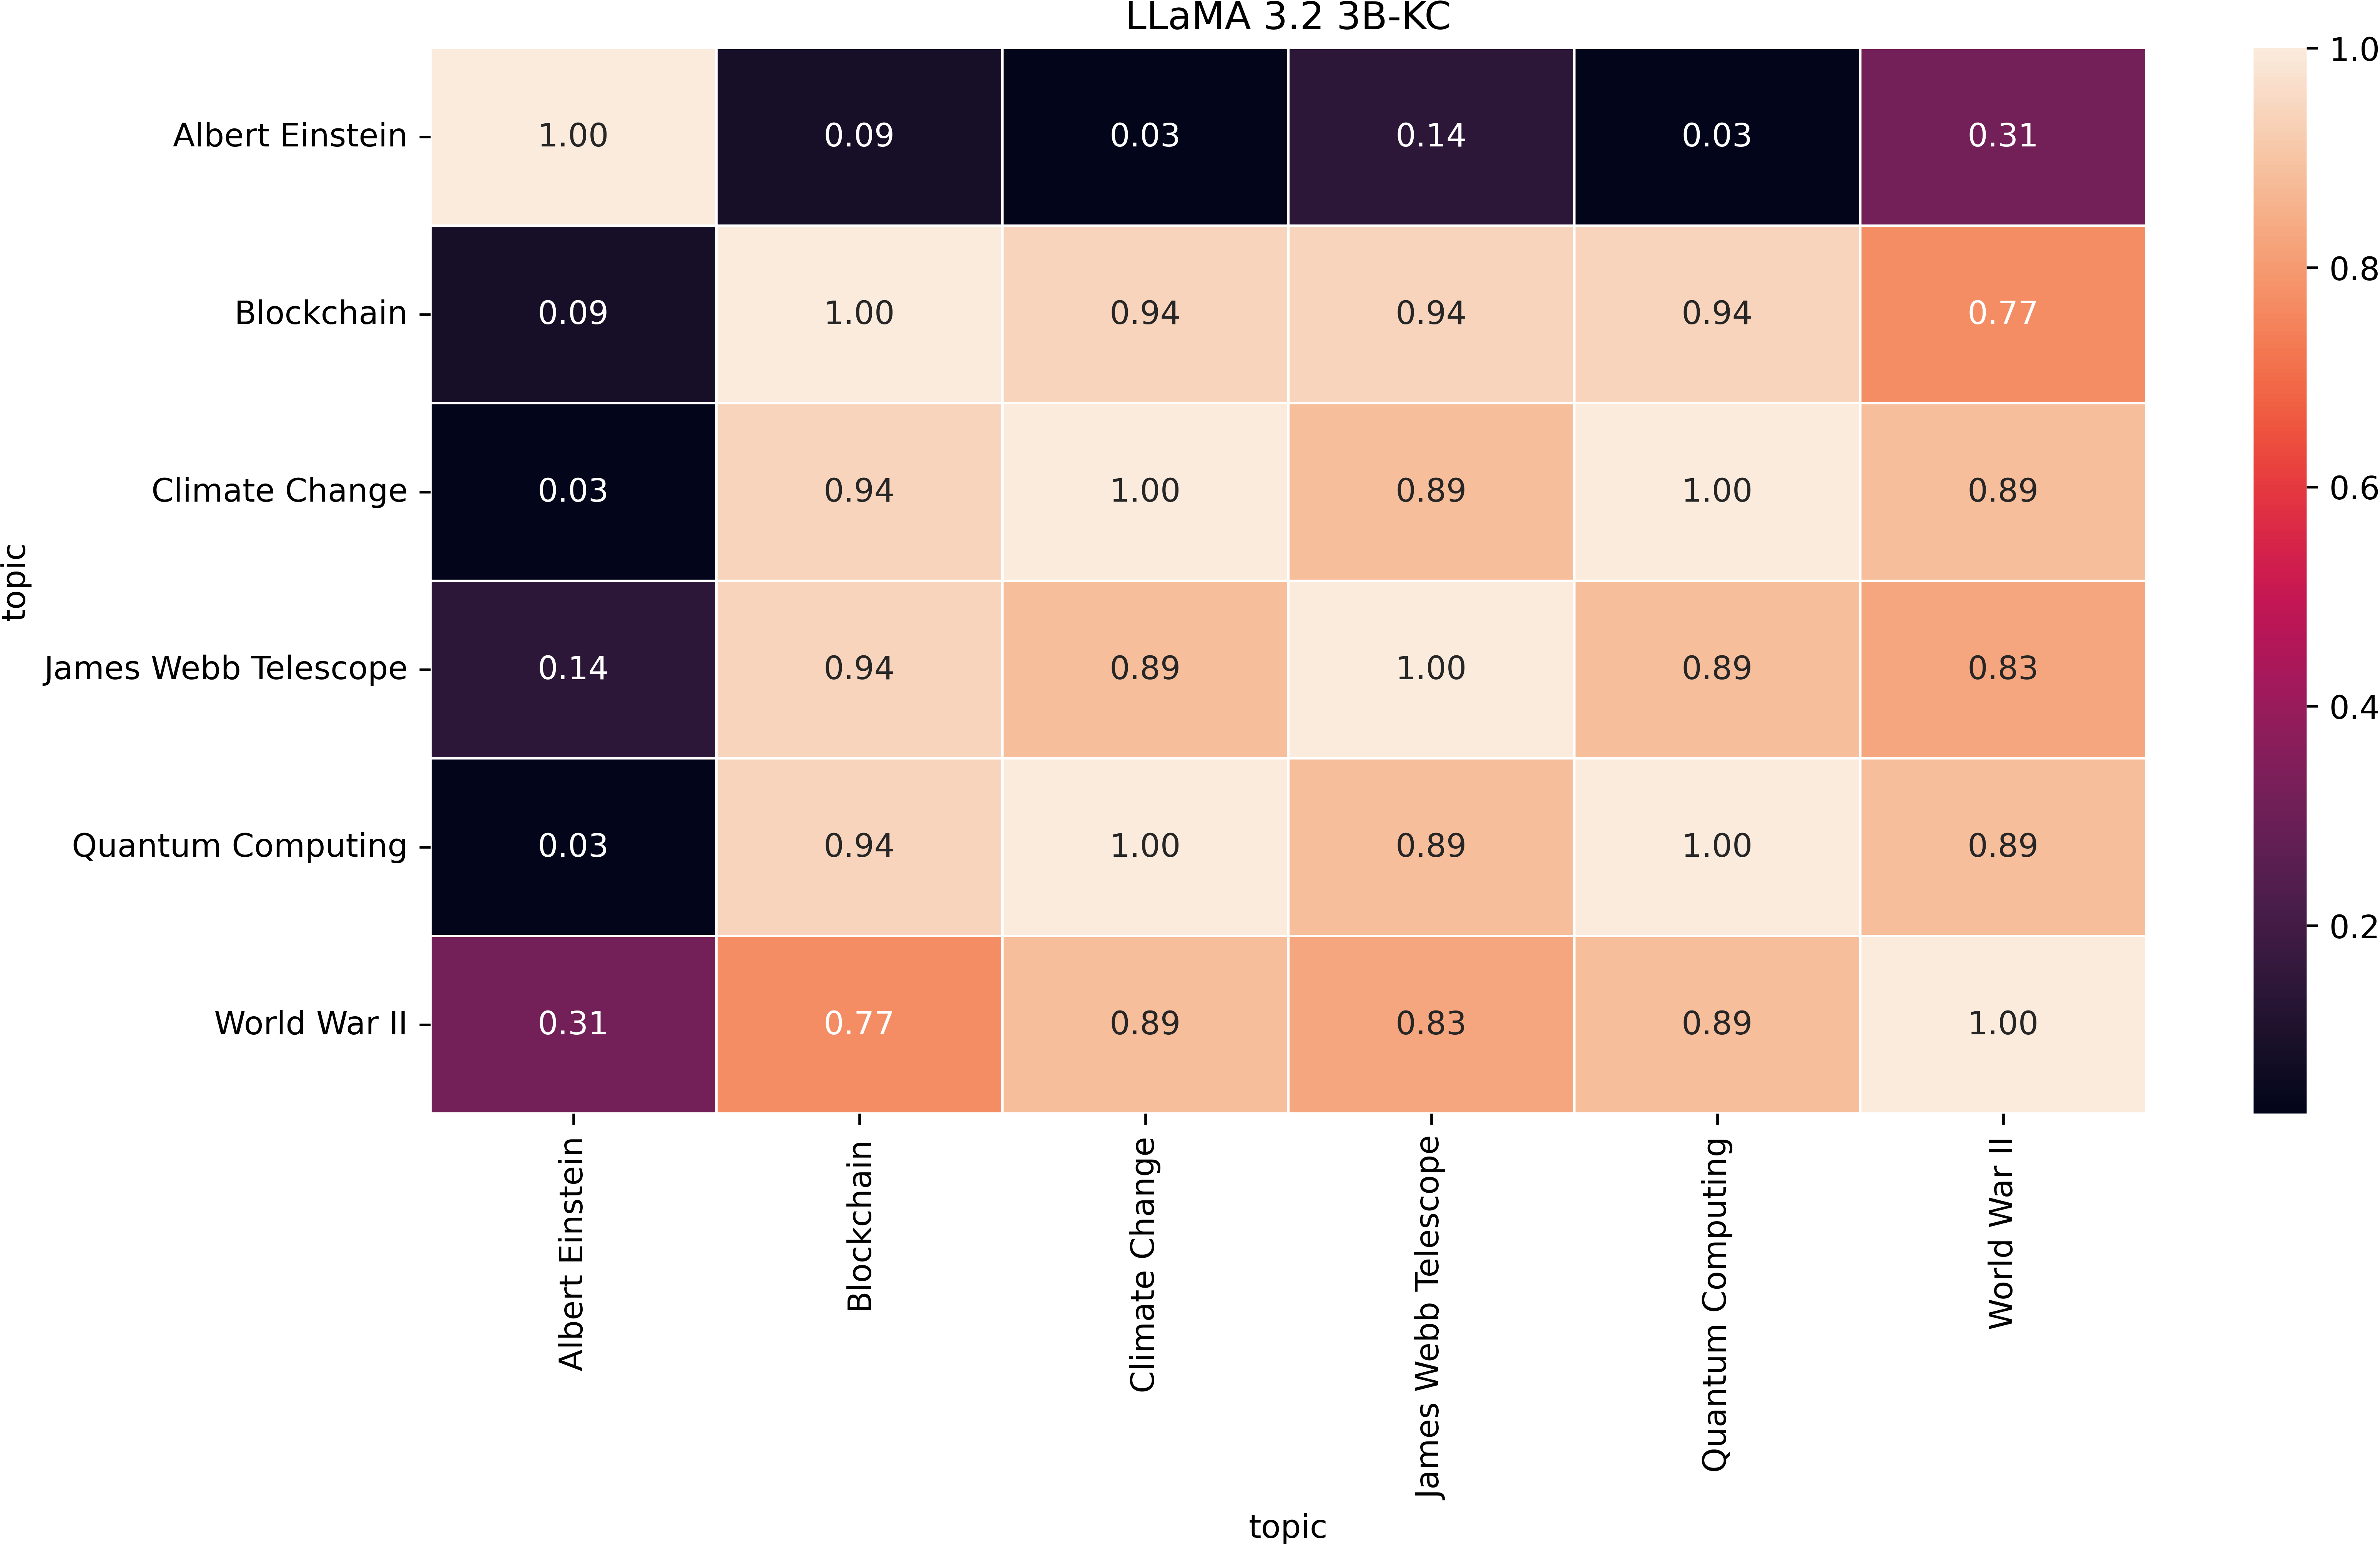 LLaMA 3.2 3B-KC
Albert Einstein 1.00 0.09 0.03 0.14 0.03 0.31
Blockchain 0.09 1.00 0.94 0.94 0.94 0.77
Climate Change 0.03 0.94 1.00 0.89 1.00 0.89
James Webb Telescope 0.14 0.94 0.89 1.00 0.89 0.83
Quantum Computing 0.03 0.94 1.00 0.89 1.00 0.89
World War II 0.31 0.77 0.89 0.83 0.89 1.00
topic
Albert Einstein
Blockchain
Climate Change
James Webb Telescope
Quantum Computing
World War II
topic
1.0
0.8
0.6
0.4
0.2